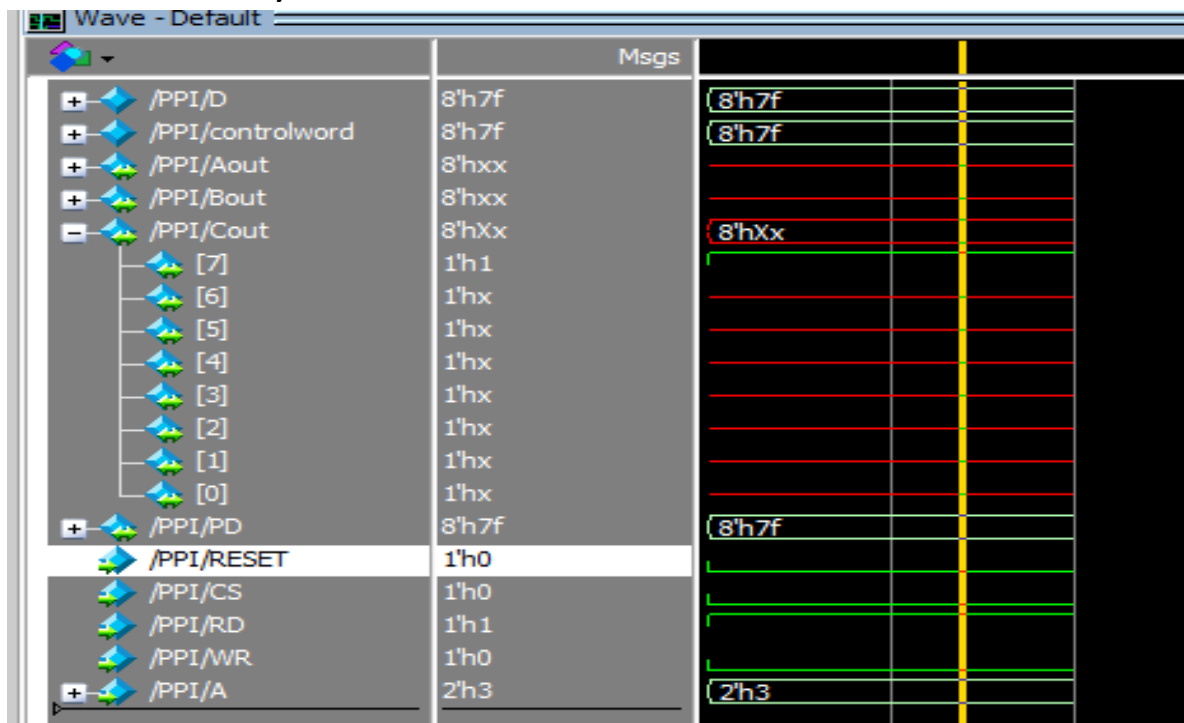 Wave - Default
Msgs
/PPI/D 8'h7f 8'h7f
/PPI/controlword 8'h7f 8'h7f
/PPI/Aout 8'hxx
/PPI/Bout 8'hxx
/PPI/Cout 8'hXx 8'hXx
[7] 1'h1
[6] 1'hx
[5] 1'hx
[4] 1'hx
[3] 1'hx
[2] 1'hx
[1] 1'hx
[0] 1'hx
/PPI/PD 8'h7f 8'h7f
/PPI/RESET 1'h0
/PPI/CS 1'h0
/PPI/RD 1'h1
/PPI/WR 1'h0
/PPI/A 2'h3 2'h3